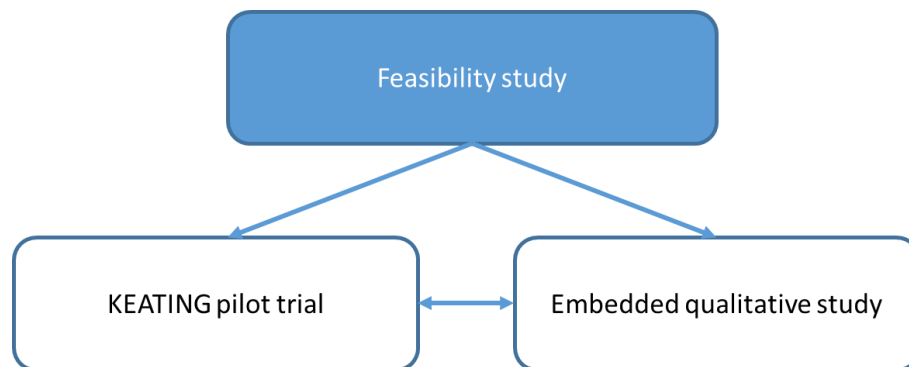 Feasibility study
KEATING pilot trial
Embedded qualitative study